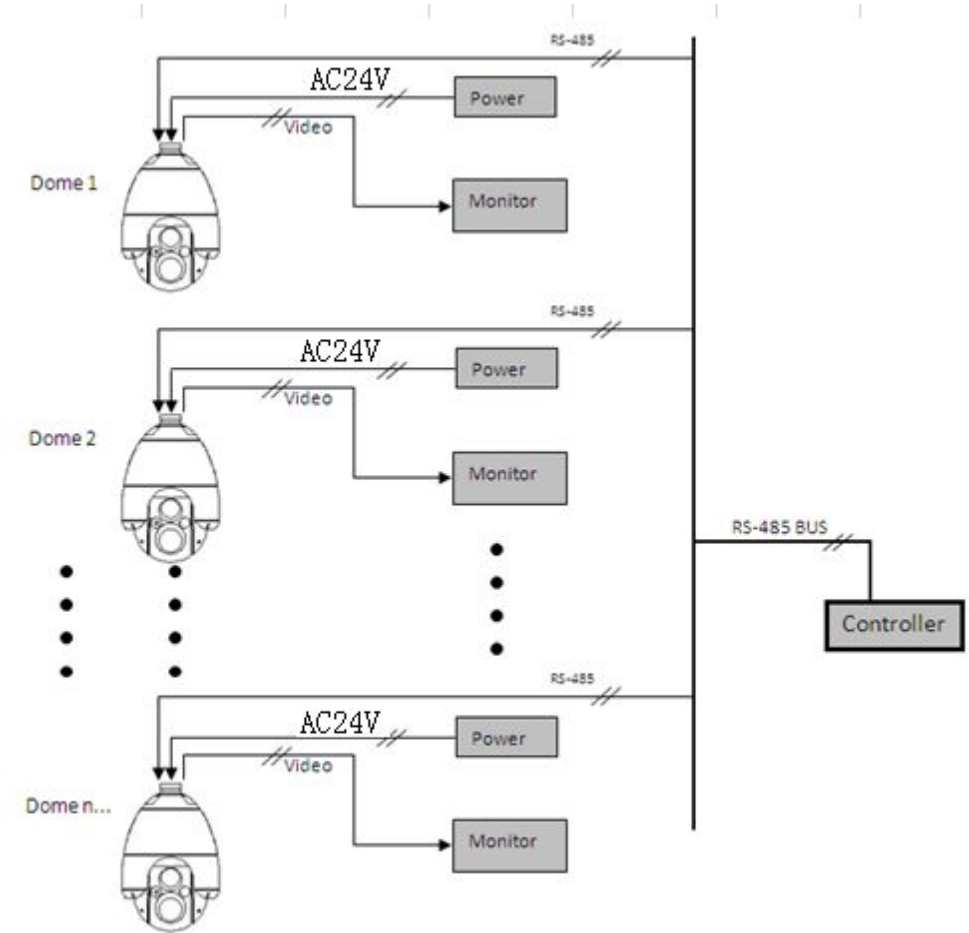 RS-485
AC24V
Power
Video
Dome 1
Monitor
RS-485
AC24V
Power
Video
Dome 2
Monitor
RS-485 BUS
Controller
RS-485
AC24V
Power
Video
Dome n...
Monitor